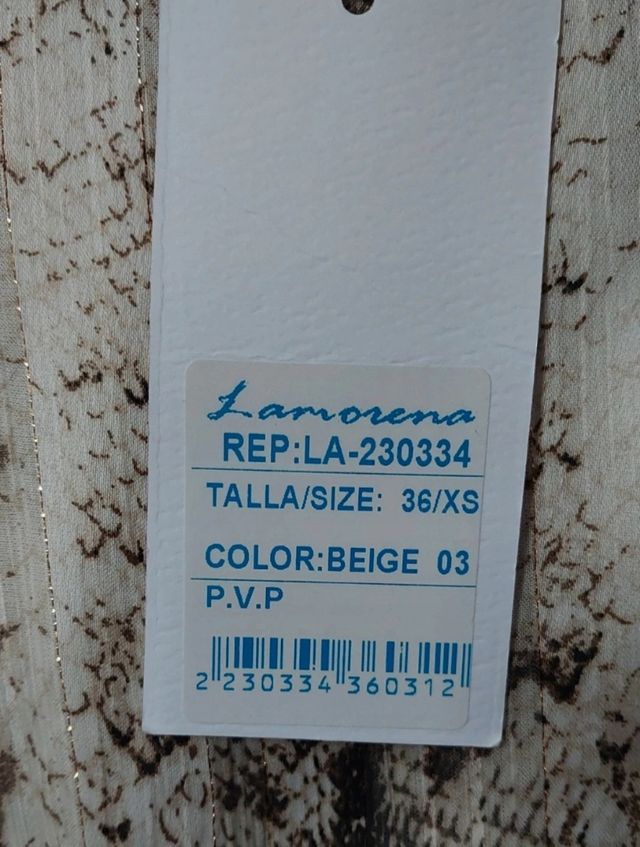 Lamorena
REP:LA-230334
TALLA/SIZE: 36/XS
COLOR:BEIGE 03
P.V.P
2 230334 360312